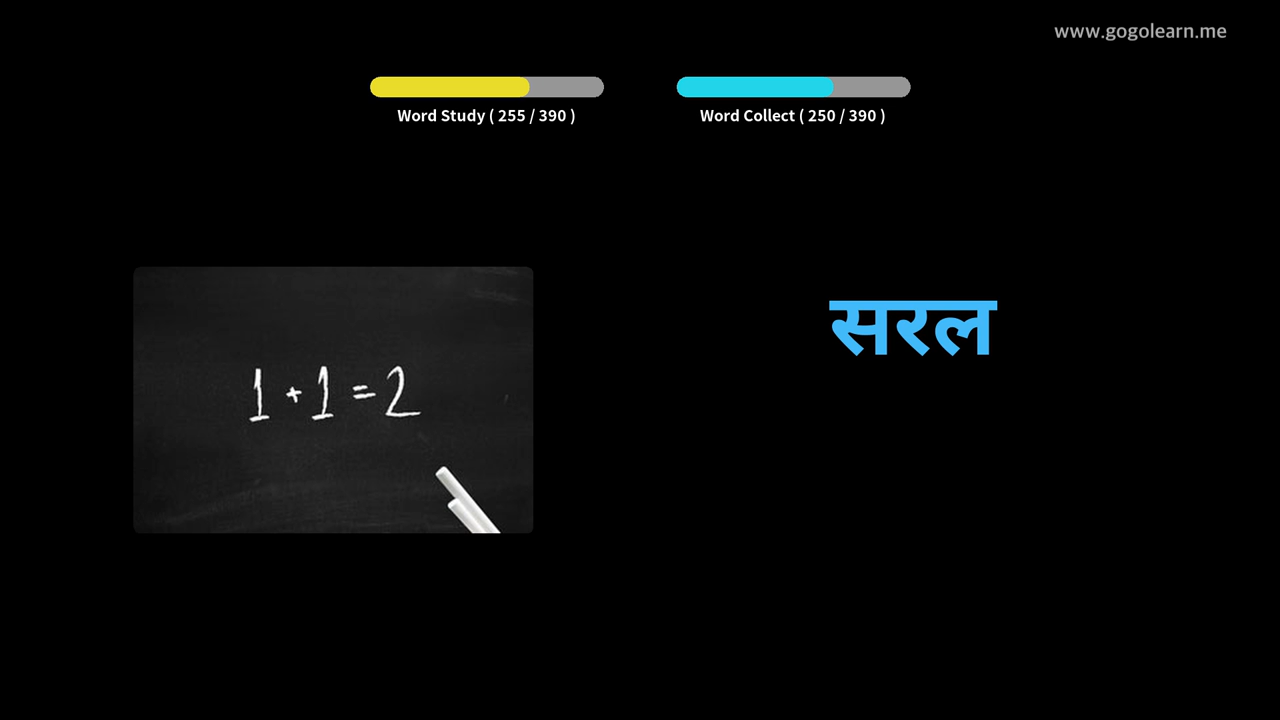 www.gogolearn.me
Word Study ( 255 / 390 )
Word Collect ( 250 / 390 )
सरल
1 + 1 = 2